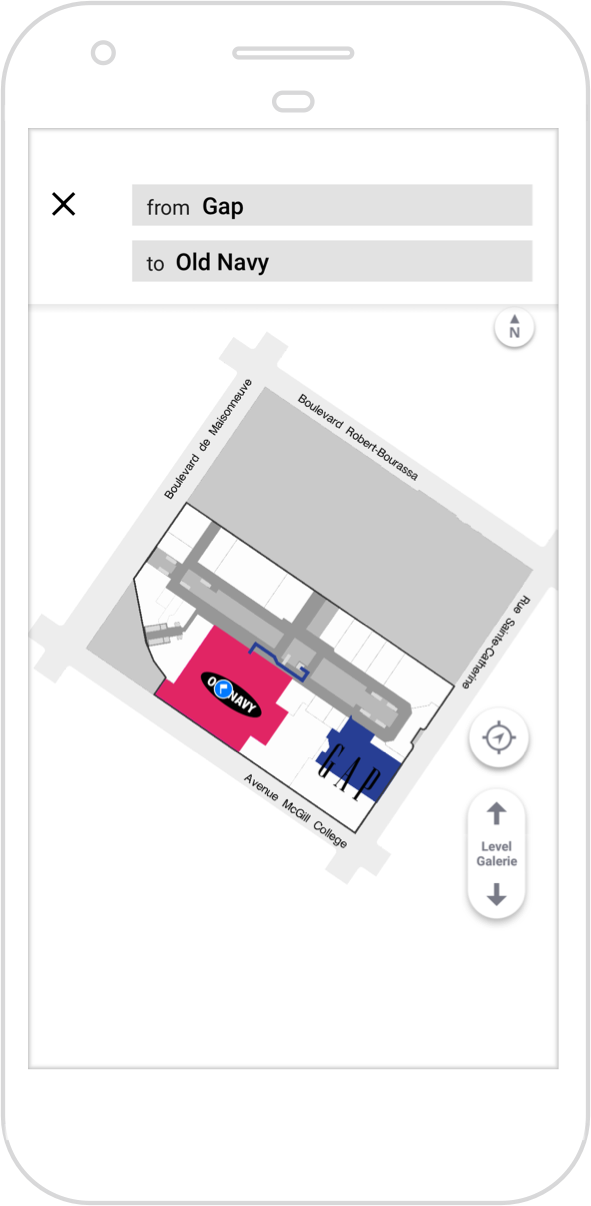 from Gap
to Old Navy
N
Boulevard de Maisonneuve
Boulevard Robert-Bourassa
Rue Sainte-Catherine
NAVY
GAP
Avenue McGill College
Level
Galerie